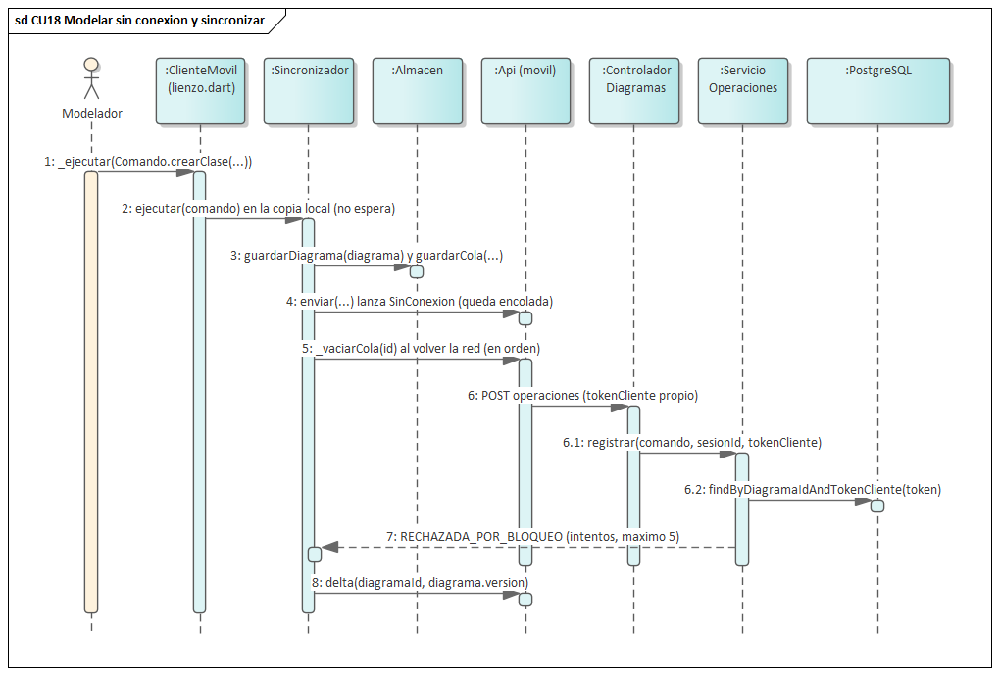 sd CU18 Modelar sin conexion y sincronizar
:ClienteMovil
(lienzo.dart)
:Sincronizador
:Almacen
:Api (movil)
:Controlador
Diagramas
:Servicio
Operaciones
:PostgreSQL
Modelador
1: _ejecutar(Comando.crearClase(...))
2: ejecutar(comando) en la copia local (no espera)
3: guardarDiagrama(diagrama) y guardarCola(...)
4: enviar(...) lanza SinConexion (queda encolada)
5: _vaciarCola(id) al volver la red (en orden)
6: POST operaciones (tokenCliente propio)
6.1: registrar(comando, sesionId, tokenCliente)
6.2: findByDiagramaIdAndTokenCliente(token)
7: RECHAZADA_POR_BLOQUEO (intentos, maximo 5)
8: delta(diagramaId, diagrama.version)